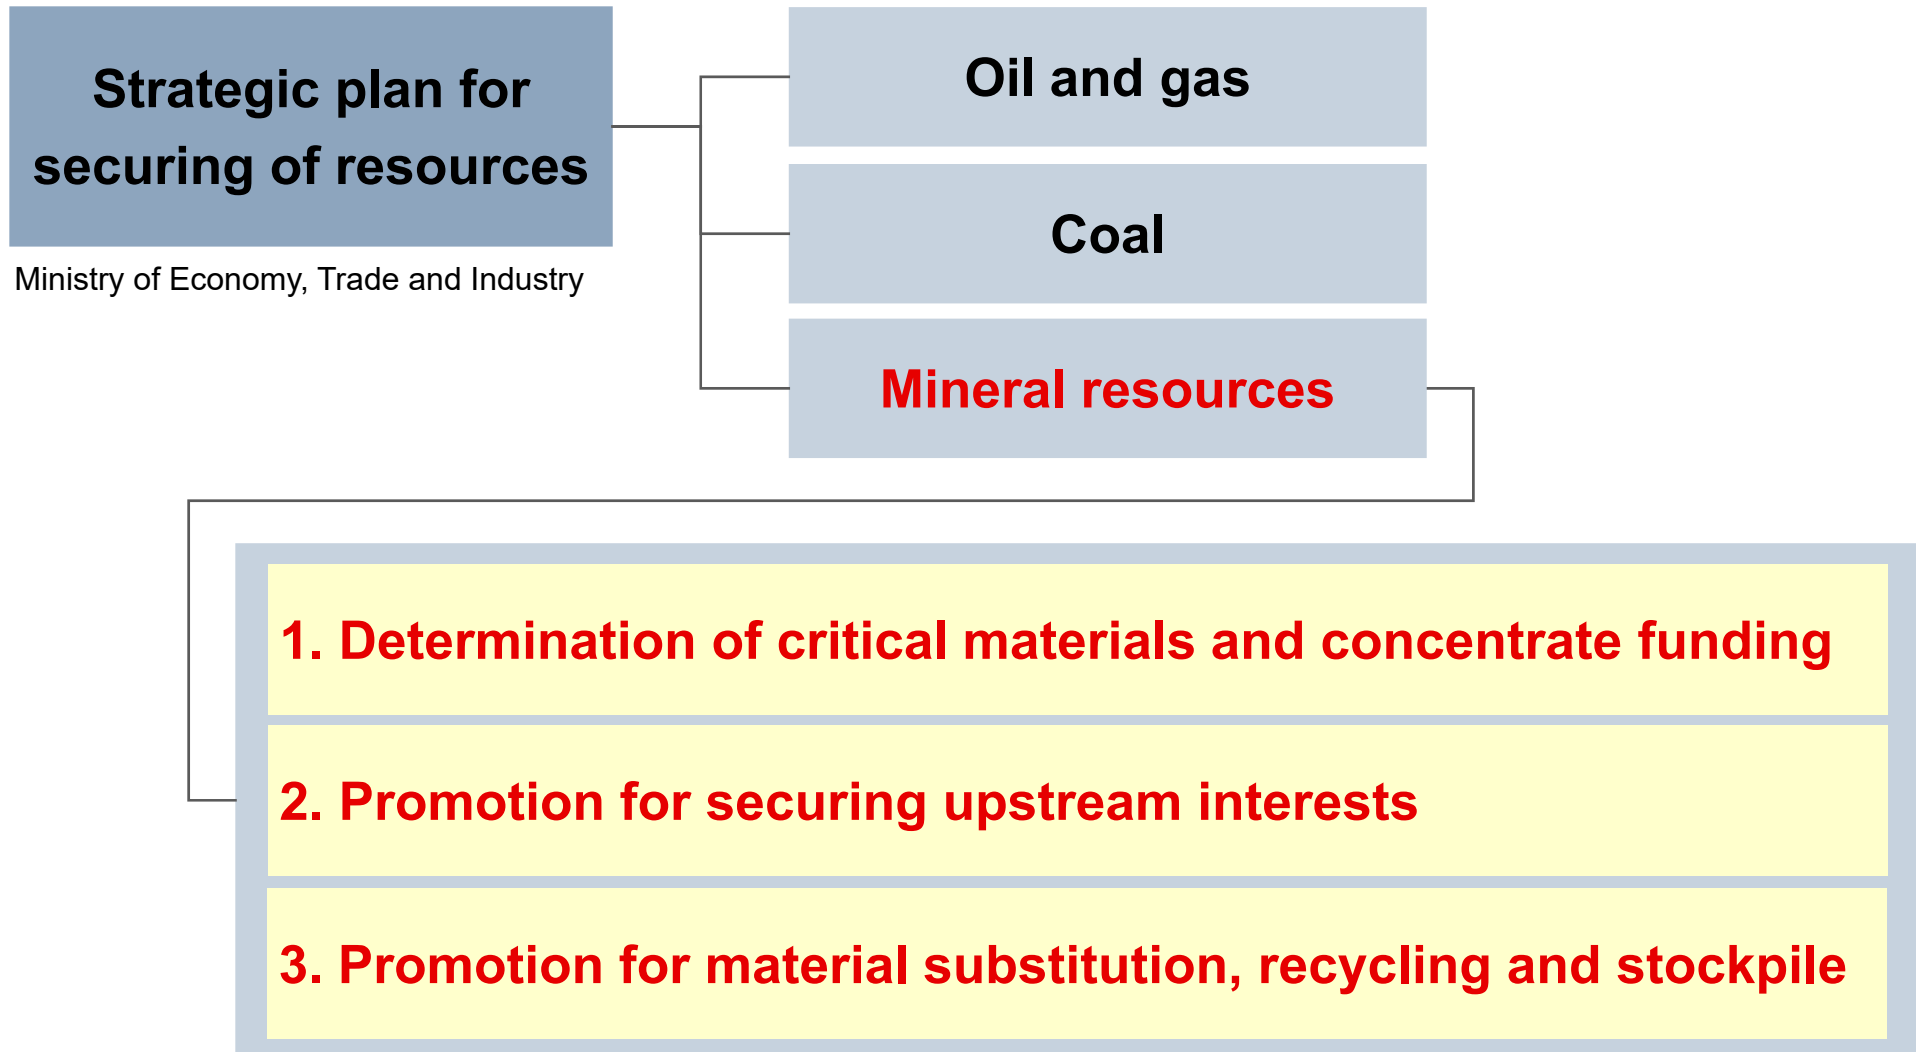 Strategic plan for
securing of resources
Ministry of Economy, Trade and Industry
Oil and gas
Coal
Mineral resources
1. Determination of critical materials and concentrate funding
2. Promotion for securing upstream interests
3. Promotion for material substitution, recycling and stockpile